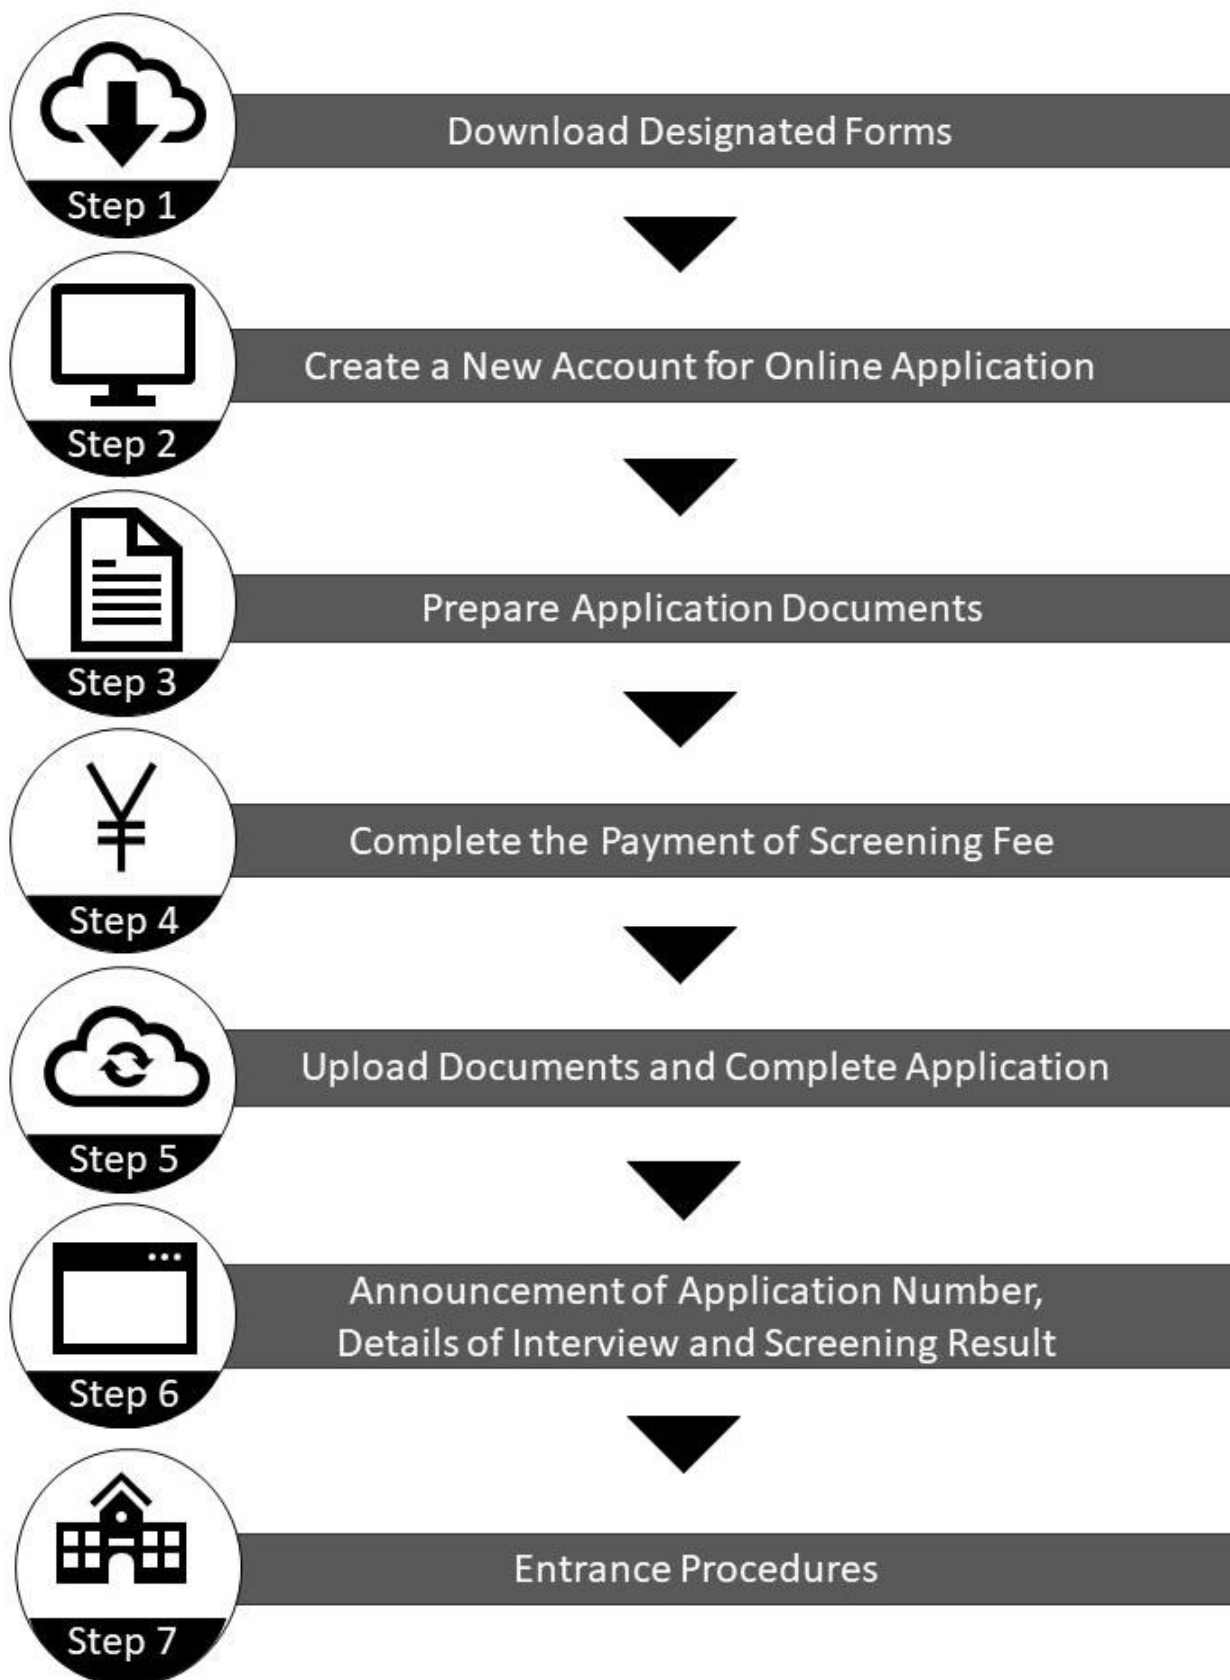 Download Designated Forms
Step 1
Create a New Account for Online Application
Step 2
Prepare Application Documents
Step 3
¥
Complete the Payment of Screening Fee
Step 4
Upload Documents and Complete Application
Step 5
Announcement of Application Number,
Details of Interview and Screening Result
Step 6
Entrance Procedures
Step 7